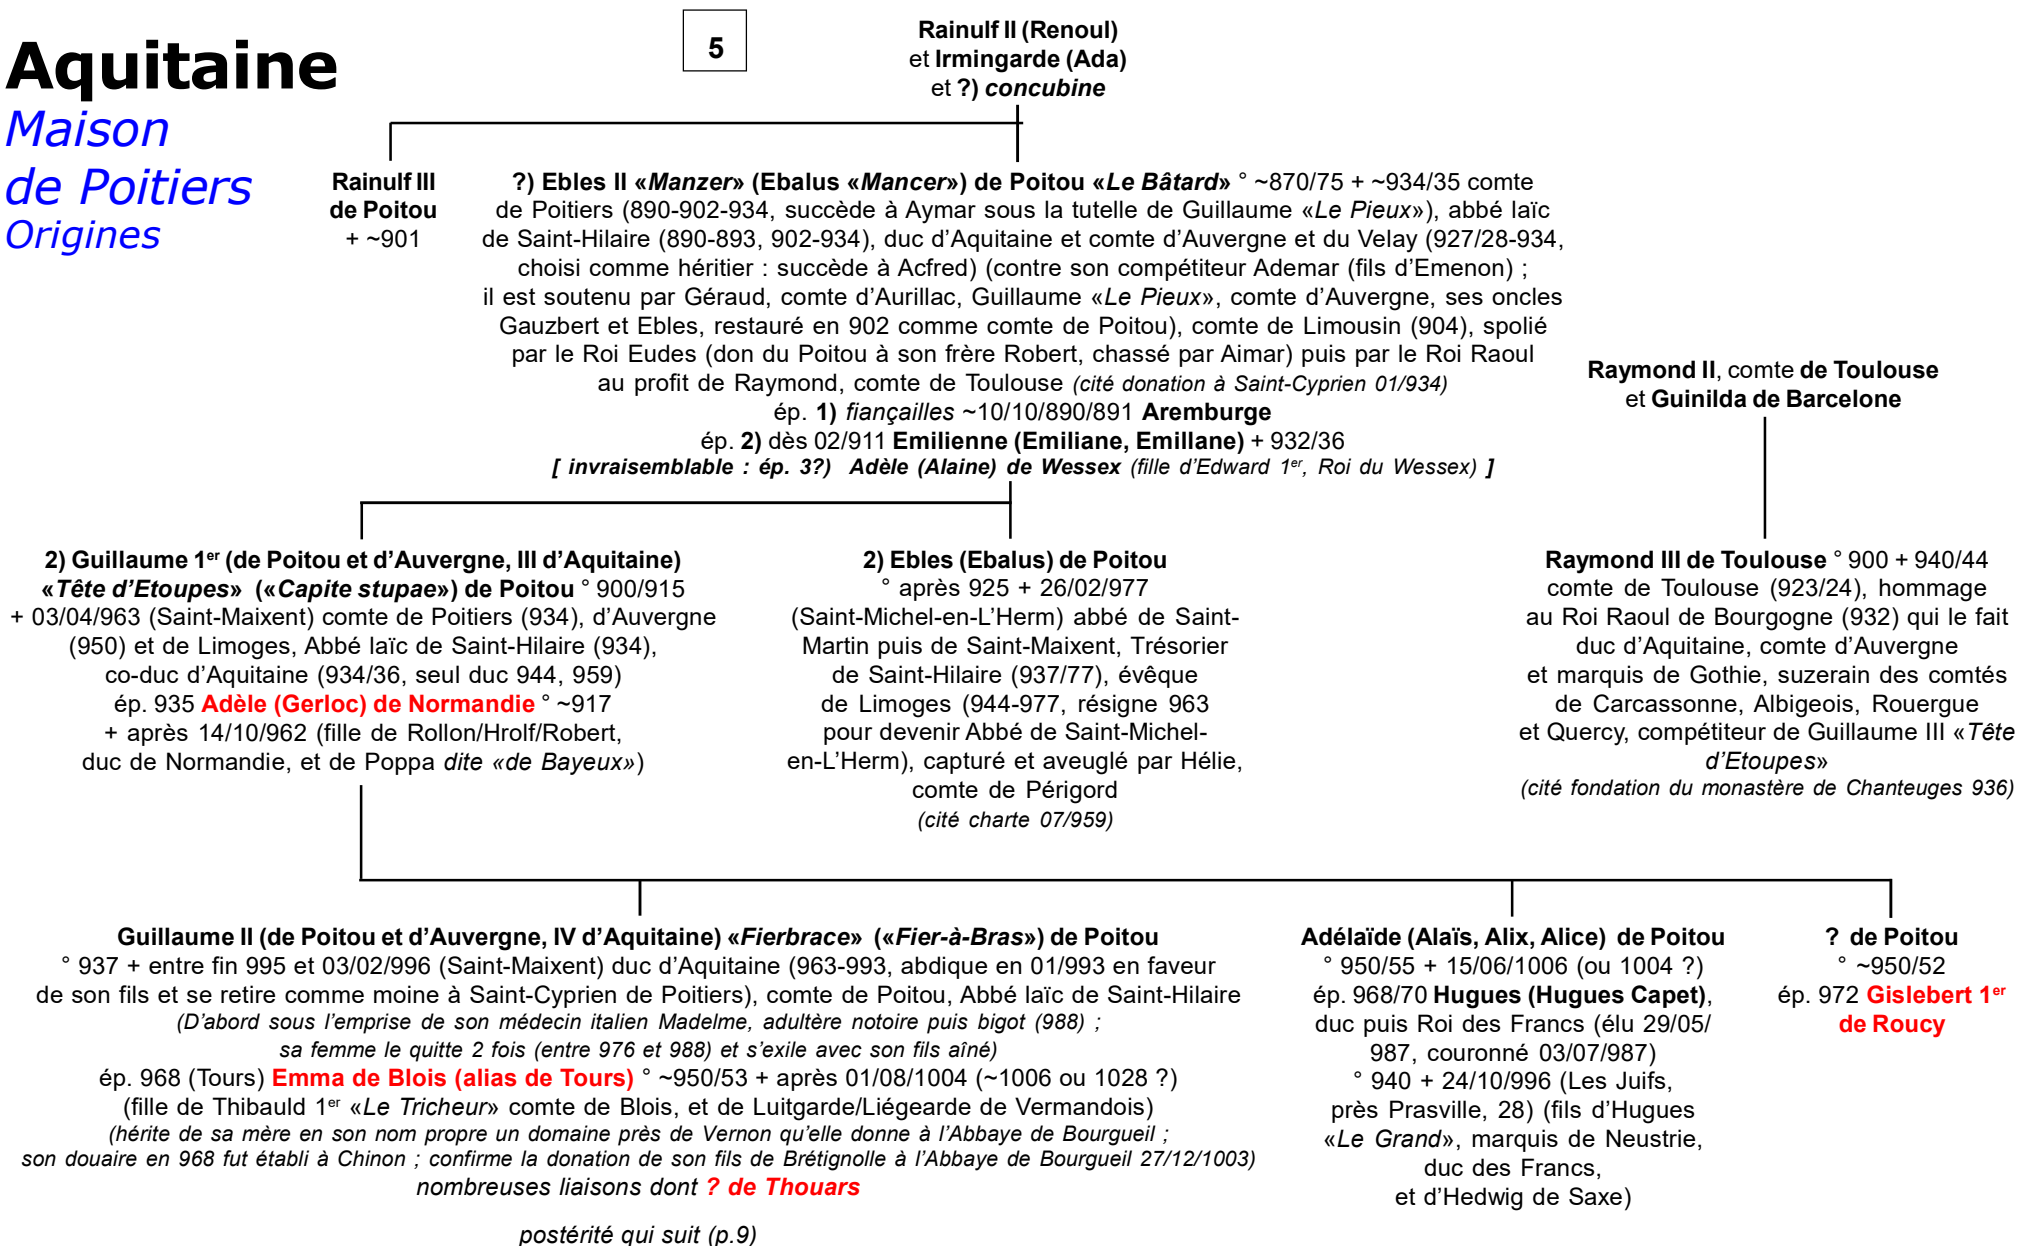 Aquitaine
Maison
de Poitiers
Origines
5
Rainulf II (Renoul)
et Irmingarde (Ada)
et ?) concubine
Rainulf III
de Poitou
+ ~901
?) Ebles II «Manzer» (Ebalus «Mancer») de Poitou «Le Bâtard» ° ~870/75 + ~934/35 comte
de Poitiers (890-902-934, succède à Aymar sous la tutelle de Guillaume «Le Pieux»), abbé laïc
de Saint-Hilaire (890-893, 902-934), duc d’Aquitaine et comte d’Auvergne et du Velay (927/28-934,
choisi comme héritier : succède à Acfred) (contre son compétiteur Ademar (fils d’Emenon) ;
il est soutenu par Géraud, comte d’Aurillac, Guillaume «Le Pieux», comte d’Auvergne, ses oncles
Gauzbert et Ebles, restauré en 902 comme comte de Poitou), comte de Limousin (904), spolié
par le Roi Eudes (don du Poitou à son frère Robert, chassé par Aimar) puis par le Roi Raoul
au profit de Raymond, comte de Toulouse (cité donation à Saint-Cyprien 01/934)
ép. 1) fiançailles ~10/10/890/891 Aremburge
ép. 2) dès 02/911 Emilienne (Emiliane, Emillane) + 932/36
[ invraisemblable : ép. 3?) Adèle (Alaine) de Wessex (fille d’Edward 1er, Roi du Wessex) ]
Raymond II, comte de Toulouse
et Guinilda de Barcelone
2) Guillaume 1er (de Poitou et d’Auvergne, III d’Aquitaine)
«Tête d’Etoupes» («Capite stupae») de Poitou ° 900/915
+ 03/04/963 (Saint-Maixent) comte de Poitiers (934), d’Auvergne
(950) et de Limoges, Abbé laïc de Saint-Hilaire (934),
co-duc d’Aquitaine (934/36, seul duc 944, 959)
ép. 935 Adèle (Gerloc) de Normandie ° ~917
+ après 14/10/962 (fille de Rollon/Hrolf/Robert,
duc de Normandie, et de Poppa dite «de Bayeux»)
2) Ebles (Ebalus) de Poitou
° après 925 + 26/02/977
(Saint-Michel-en-L’Herm) abbé de Saint-
Martin puis de Saint-Maixent, Trésorier
de Saint-Hilaire (937/77), évêque
de Limoges (944-977, résigne 963
pour devenir Abbé de Saint-Michel-
en-L’Herm), capturé et aveuglé par Hélie,
comte de Périgord
(cité charte 07/959)
Raymond III de Toulouse ° 900 + 940/44
comte de Toulouse (923/24), hommage
au Roi Raoul de Bourgogne (932) qui le fait
duc d’Aquitaine, comte d’Auvergne
et marquis de Gothie, suzerain des comtés
de Carcassonne, Albigeois, Rouergue
et Quercy, compétiteur de Guillaume III «Tête
d’Etoupes»
(cité fondation du monastère de Chanteuges 936)
Guillaume II (de Poitou et d’Auvergne, IV d’Aquitaine) «Fierbrace» («Fier-à-Bras») de Poitou
° 937 + entre fin 995 et 03/02/996 (Saint-Maixent) duc d’Aquitaine (963-993, abdique en 01/993 en faveur
de son fils et se retire comme moine à Saint-Cyprien de Poitiers), comte de Poitou, Abbé laïc de Saint-Hilaire
(D’abord sous l’emprise de son médecin italien Madelme, adultère notoire puis bigot (988) ;
sa femme le quitte 2 fois (entre 976 et 988) et s’exile avec son fils aîné)
ép. 968 (Tours) Emma de Blois (alias de Tours) ° ~950/53 + après 01/08/1004 (~1006 ou 1028 ?)
(fille de Thibauld 1er «Le Tricheur» comte de Blois, et de Luitgarde/Liégearde de Vermandois)
(hérite de sa mère en son nom propre un domaine près de Vernon qu’elle donne à l’Abbaye de Bourgueil ;
son douaire en 968 fut établi à Chinon ; confirme la donation de son fils de Brétignolle à l’Abbaye de Bourgueil 27/12/1003)
nombreuses liaisons dont ? de Thouars
postérité qui suit (p.9)
Adélaïde (Alaïs, Alix, Alice) de Poitou
° 950/55 + 15/06/1006 (ou 1004 ?)
ép. 968/70 Hugues (Hugues Capet),
duc puis Roi des Francs (élu 29/05/
987, couronné 03/07/987)
° 940 + 24/10/996 (Les Juifs,
près Prasville, 28) (fils d’Hugues
«Le Grand», marquis de Neustrie,
duc des Francs,
et d’Hedwig de Saxe)
? de Poitou
° ~950/52
ép. 972 Gislebert 1er
de Roucy